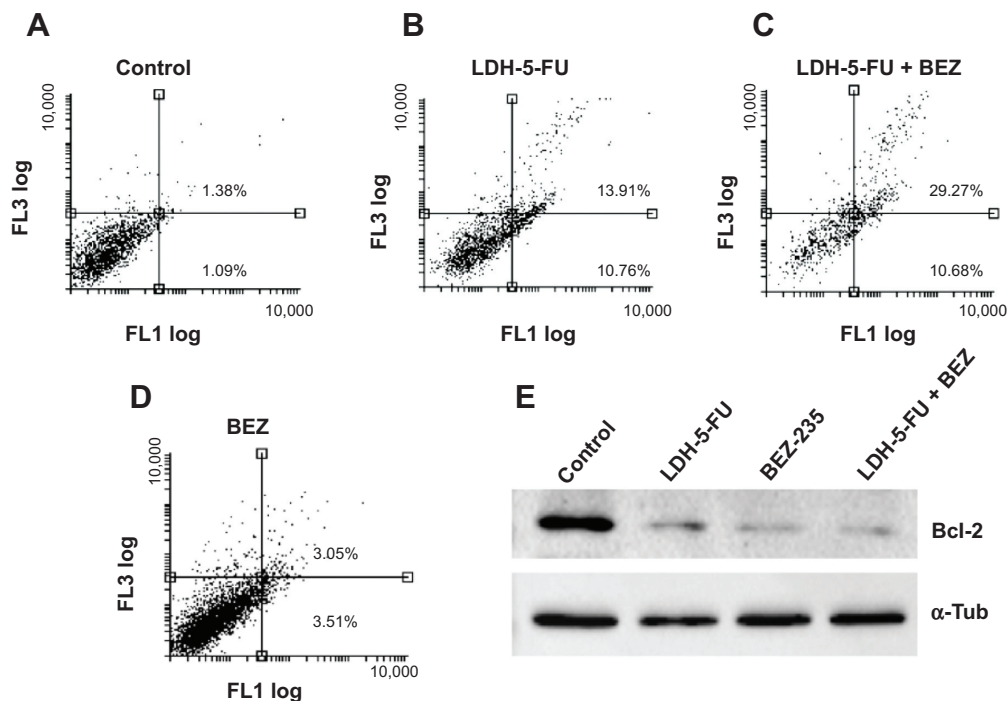 A
Control
10,000
FL3 log
1.38%
1.09%
10,000
FL1 log
B
LDH-5-FU
10,000
FL3 log
13.91%
10.76%
10,000
FL1 log
C
LDH-5-FU + BEZ
10,000
FL3 log
29.27%
10.68%
10,000
FL1 log
D
BEZ
10,000
FL3 log
3.05%
3.51%
10,000
FL1 log
E
Control
LDH-5-FU
BEZ-235
LDH-5-FU + BEZ
Bcl-2
α-Tub